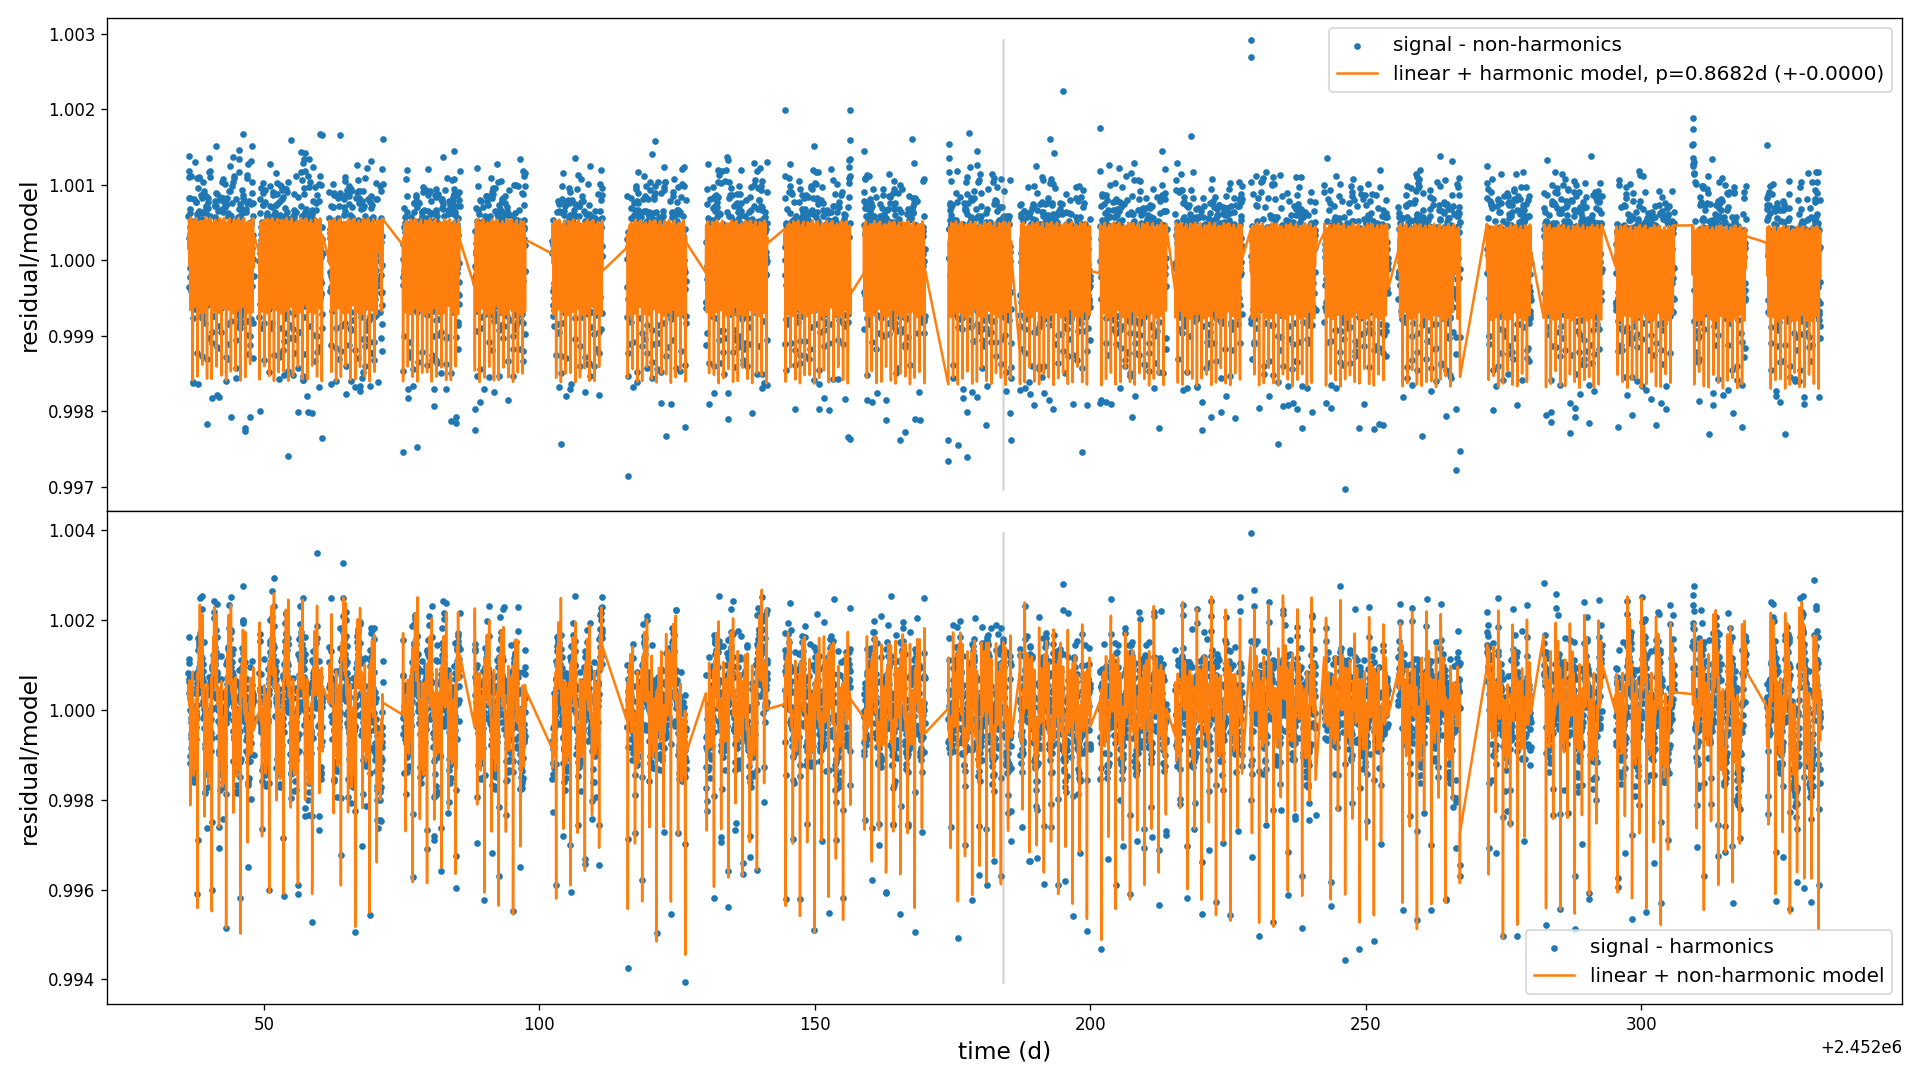 1.003
1.002
1.001
1.000
0.999
0.998
0.997
residual/model
signal - non-harmonics
linear + harmonic model, p=0.8682d (+-0.0000)
1.004
1.002
1.000
0.998
0.996
0.994
residual/model
signal - harmonics
linear + non-harmonic model
50 100 150 200 250 300
time (d)
+2.452e6